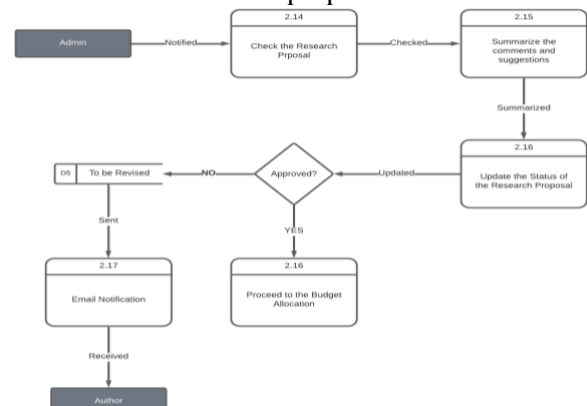 2.14
2.15
Admin
Notified
Check the Research
Prposal
Checked
Summarize the
comments and
suggestions
Summarized
2.16
Update the Status of
the Research Proposal
Updated
Approved?
NO
D5
To be Revised
Sent
YES
2.17
Email Notification
2.16
Proceed to the Budget
Allocation
Received
Author